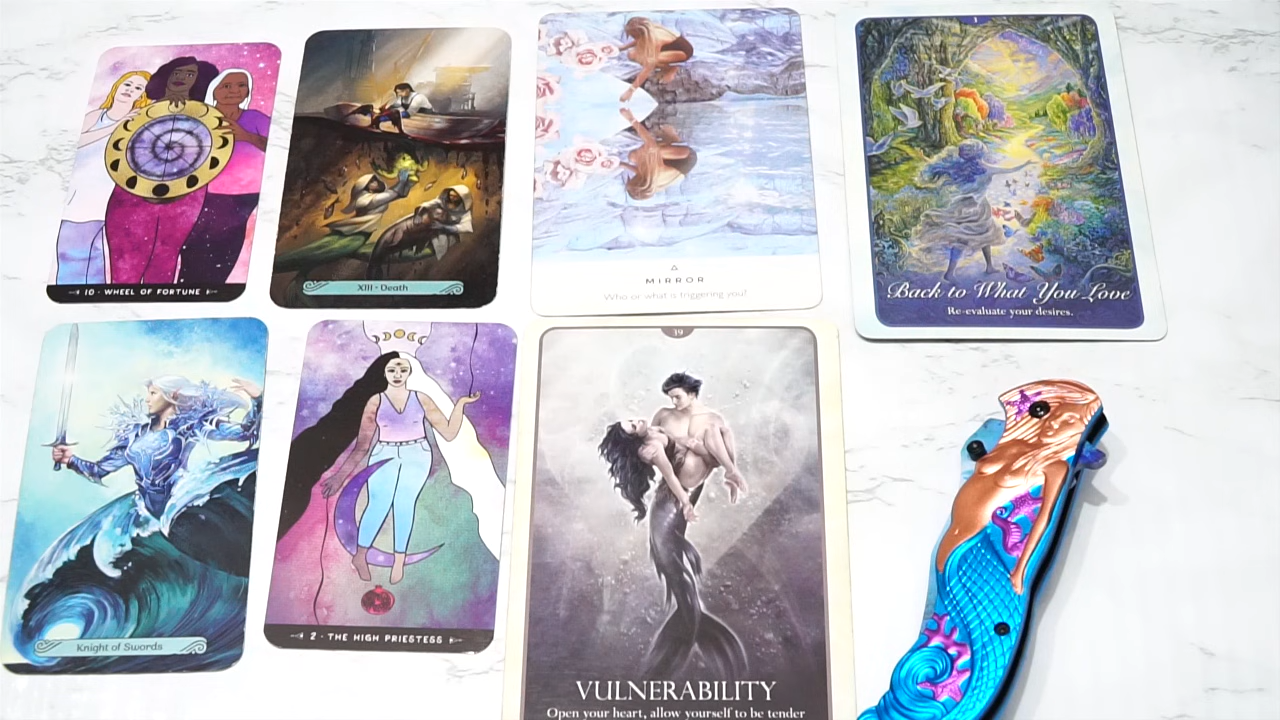 10 · WHEEL OF FORTUNE
XIII - Death
MIRROR
Who or what is triggering you?
1
Back to What You Love
Re-evaluate your desires.
Knight of Swords
2 · THE HIGH PRIESTESS
39
VULNERABILITY
Open your heart, allow yourself to be tender